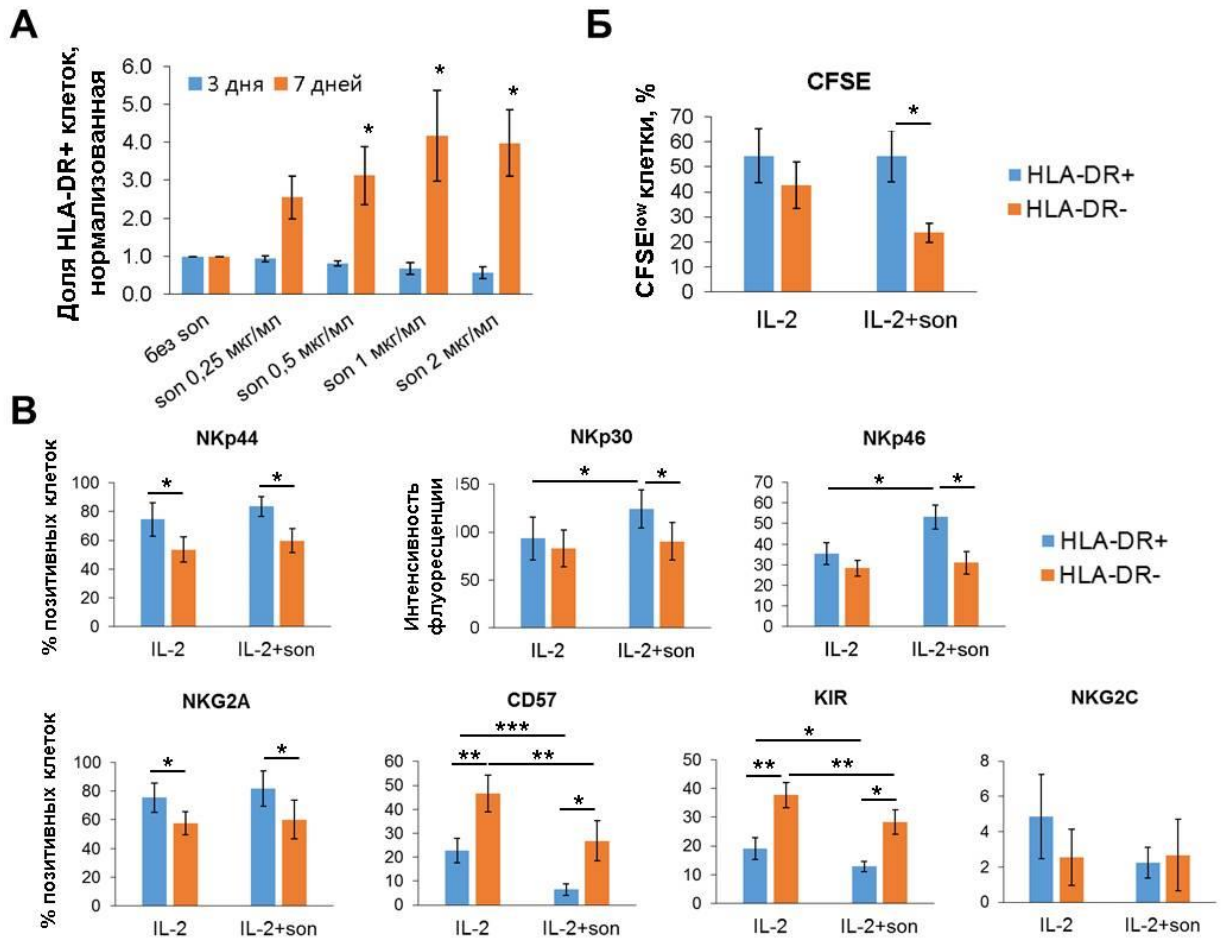 А
Доля HLA-DR+ клеток,
нормализованная
6.0
5.0
4.0
3.0
2.0
1.0
0.0
3 дня
7 дней
*
*
*
без son
son 0,25 мкг/мл
son 0,5 мкг/мл
son 1 мкг/мл
son 2 мкг/мл
Б
CFSE
CFSElow клетки, %
70
60
50
40
30
20
10
0
*
IL-2
IL-2+son
HLA-DR+
HLA-DR-
В
NKp44
% позитивных клеток
100
80
60
40
20
0
*
*
IL-2
IL-2+son
NKp30
Интенсивность
флуоресценции
150
100
50
0
*
*
IL-2
IL-2+son
NKp46
70
60
50
40
30
20
10
0
*
*
IL-2
IL-2+son
HLA-DR+
HLA-DR-
NKG2A
% позитивных клеток
100
80
60
40
20
0
*
*
IL-2
IL-2+son
CD57
60
50
40
30
20
10
0
***
**
**
*
IL-2
IL-2+son
KIR
50
40
30
20
10
0
*
**
**
*
IL-2
IL-2+son
NKG2C
8
6
4
2
0
IL-2
IL-2+son